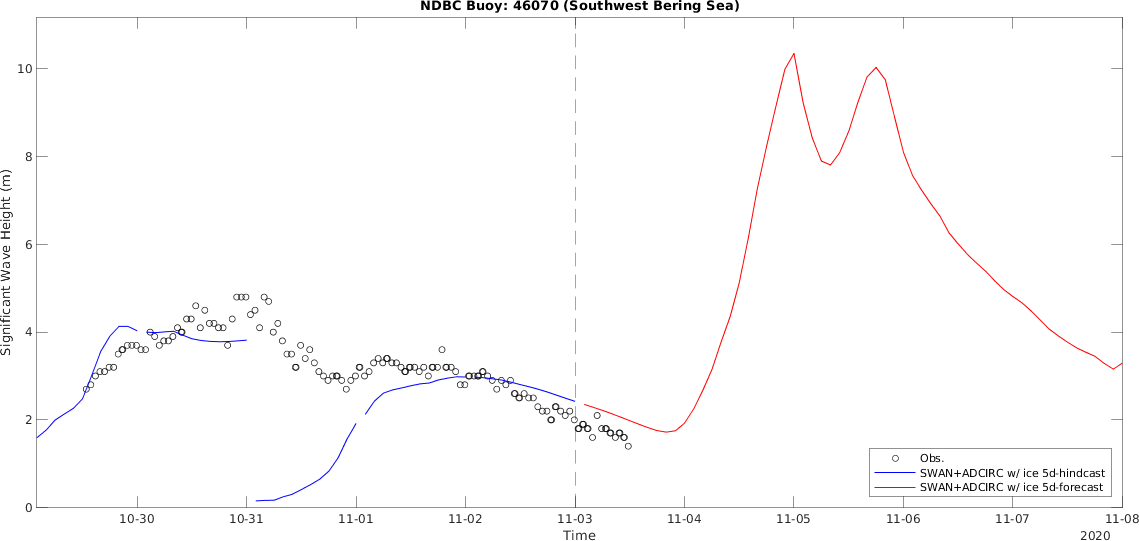 NDBC Buoy: 46070 (Southwest Bering Sea)
Significant Wave Height (m)
10
8
6
4
2
0
Obs.
SWAN+ADCIRC w/ ice 5d-hindcast
SWAN+ADCIRC w/ ice 5d-forecast
10-30 10-31 11-01 11-02 11-03 11-04 11-05 11-06 11-07 11-08
Time
2020